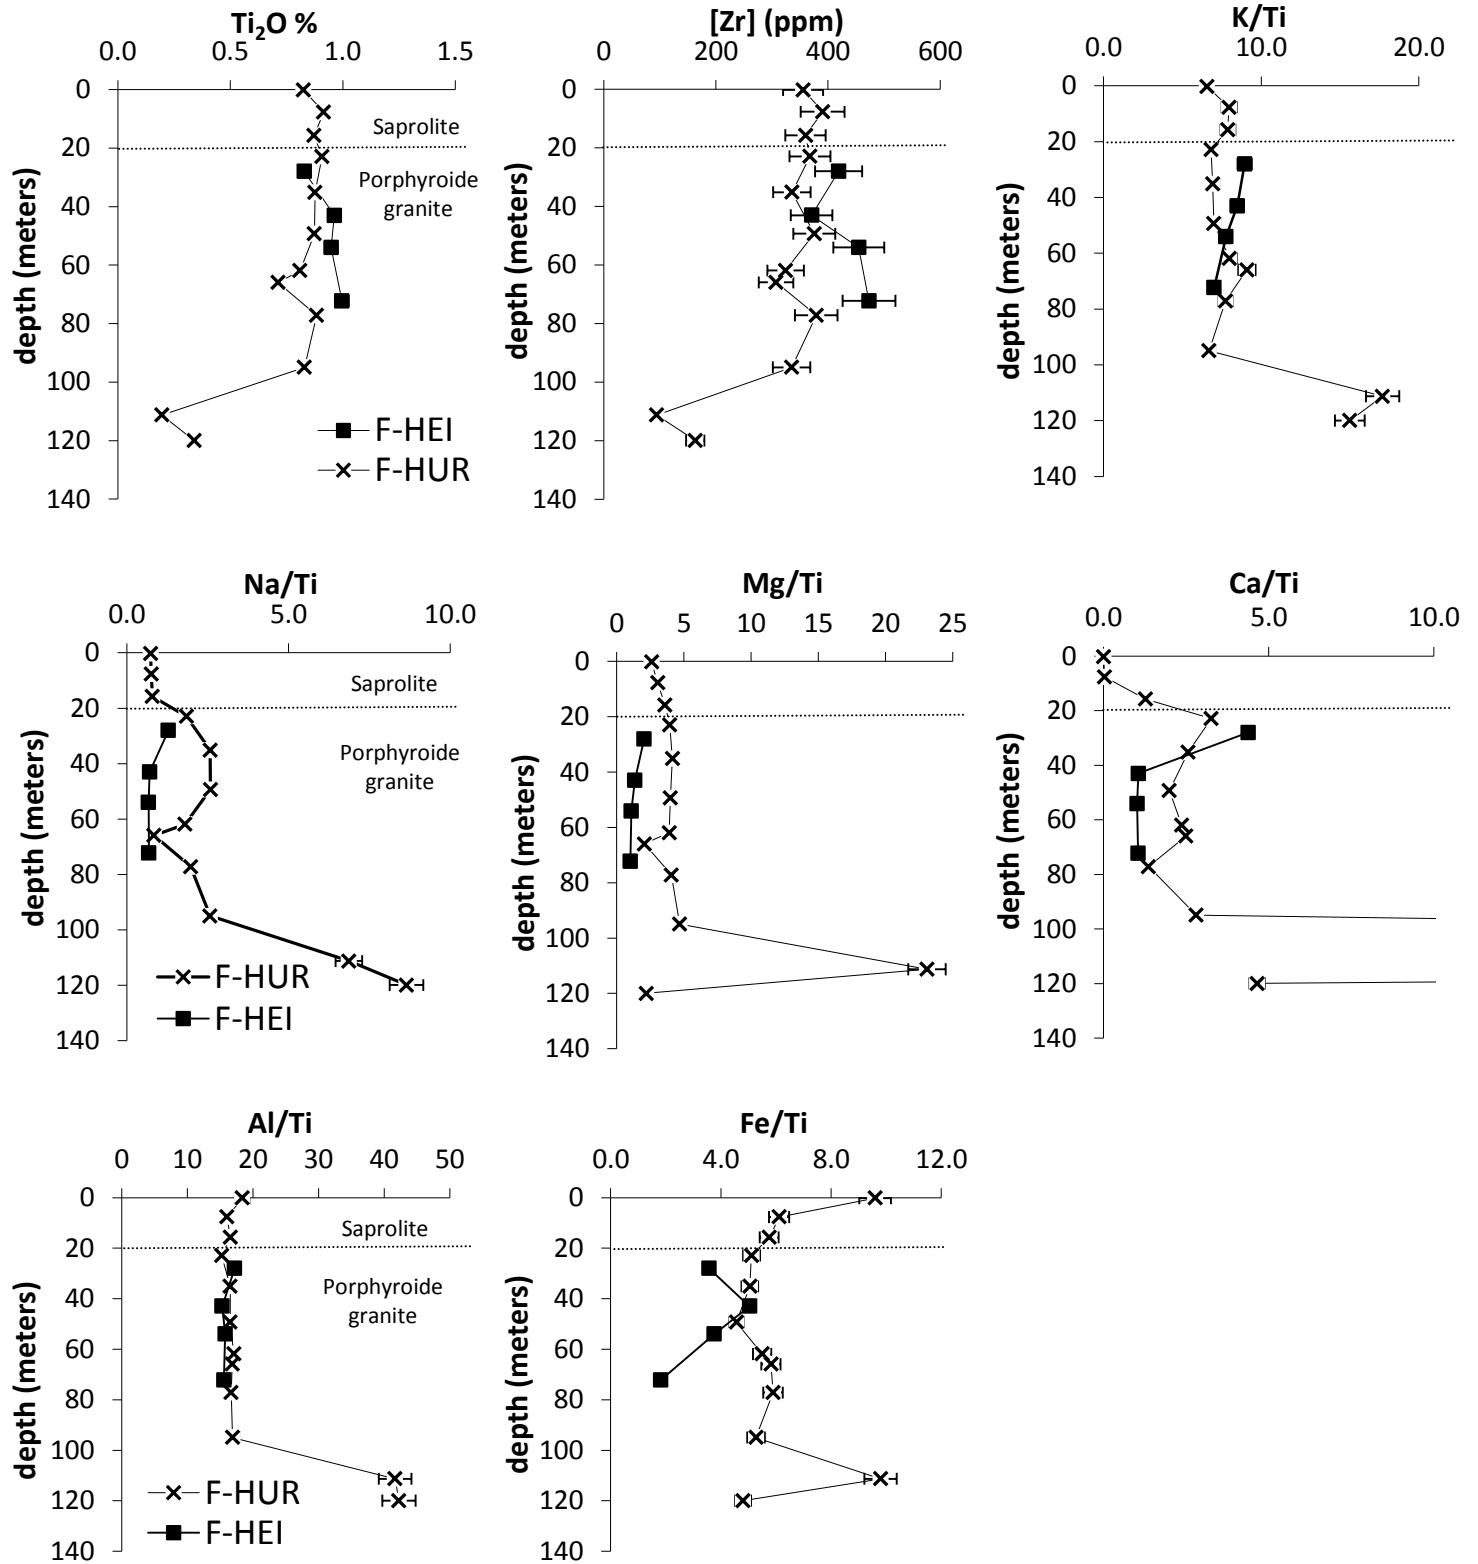 Ti₂O %
0.0 0.5 1.0 1.5
0
20
40
60
80
100
120
140
depth (meters)
Saprolite
Porphyroide
granite
F-HEI
F-HUR
[Zr] (ppm)
0 200 400 600
0
20
40
60
80
100
120
140
depth (meters)
K/Ti
0.0 10.0 20.0
0
20
40
60
80
100
120
140
depth (meters)
Na/Ti
0.0 5.0 10.0
0
20
40
60
80
100
120
140
depth (meters)
Saprolite
Porphyroide
granite
F-HUR
F-HEI
Mg/Ti
0 5 10 15 20 25
0
20
40
60
80
100
120
140
depth (meters)
Ca/Ti
0.0 5.0 10.0
0
20
40
60
80
100
120
140
depth (meters)
Al/Ti
0 10 20 30 40 50
0
20
40
60
80
100
120
140
depth (meters)
Saprolite
Porphyroide
granite
F-HUR
F-HEI
Fe/Ti
0.0 4.0 8.0 12.0
0
20
40
60
80
100
120
140
depth (meters)